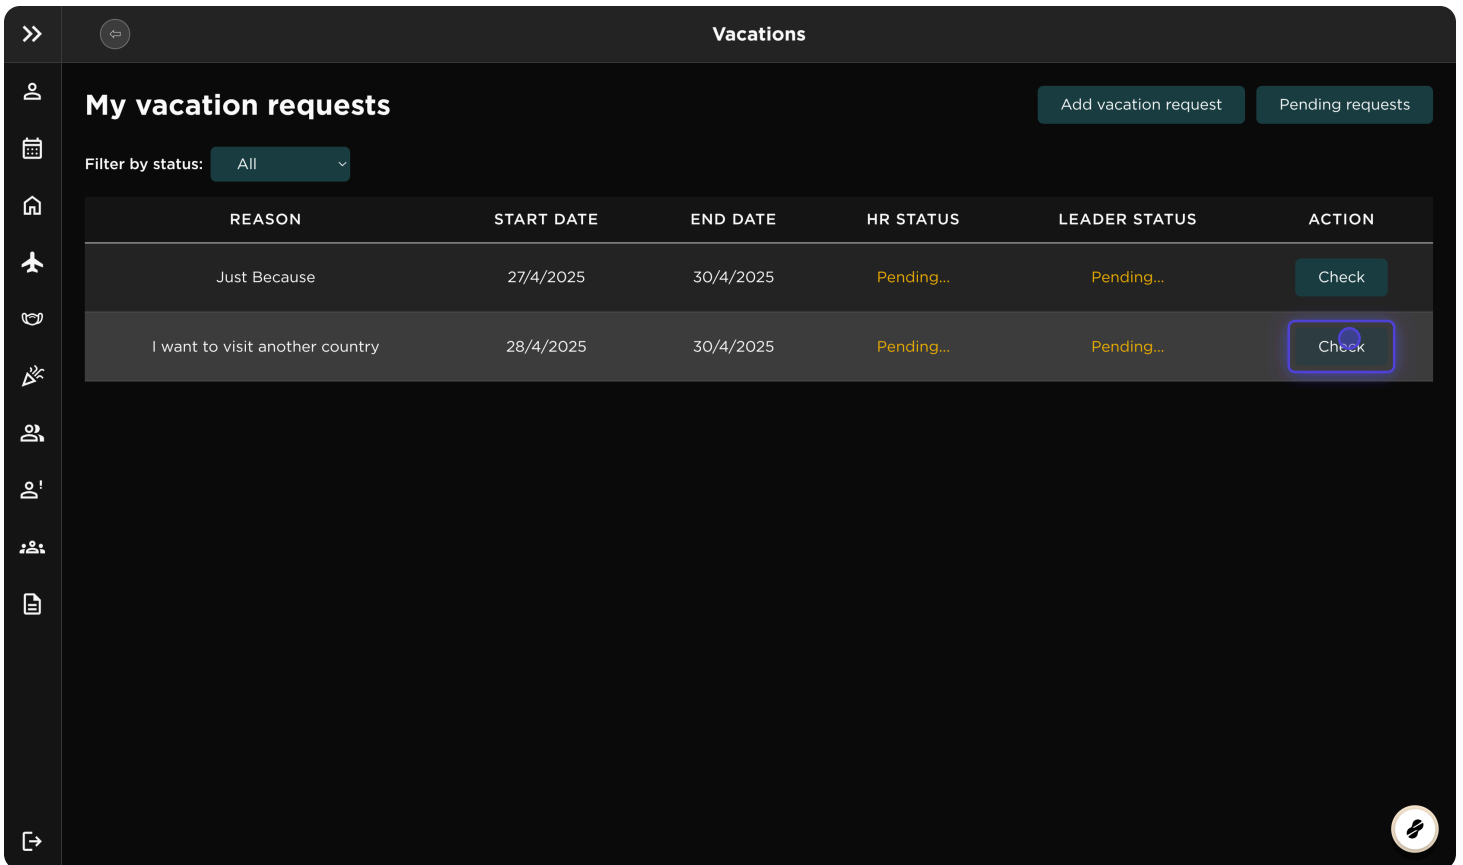 Vacations
My vacation requests
Add vacation request
Pending requests
Filter by status: All
REASON START DATE END DATE HR STATUS LEADER STATUS ACTION
Just Because 27/4/2025 30/4/2025 Pending... Pending... Check
I want to visit another country 28/4/2025 30/4/2025 Pending... Pending... Check